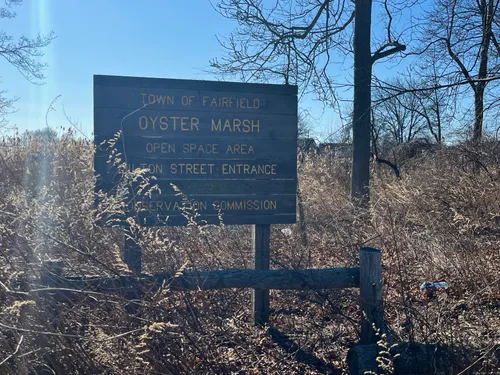 TOWN OF FAIRFIELD
OYSTER MARSH
OPEN SPACE AREA
STREET ENTRANCE
COMMISSION